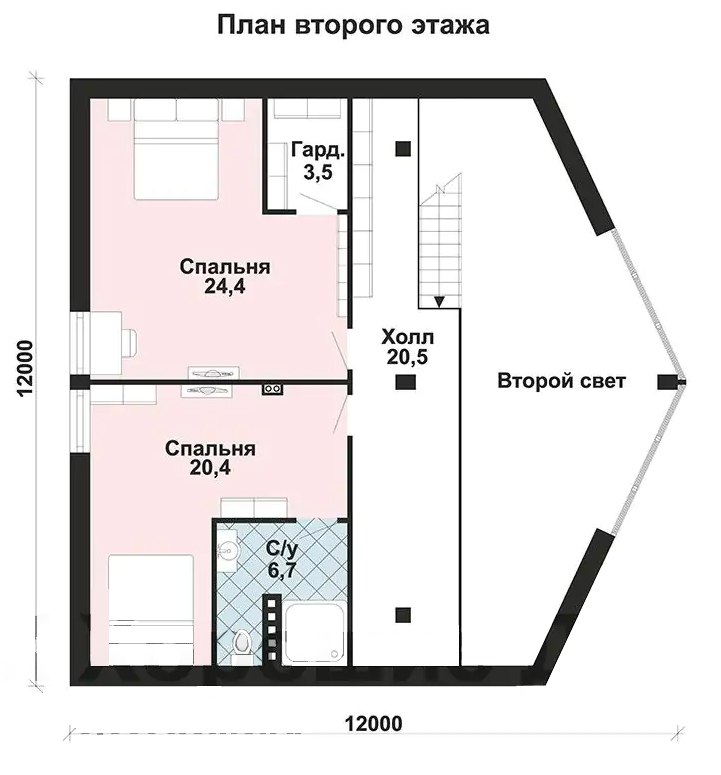 План второго этажа
Гард.
3,5
Спальня
24,4
Холл
20,5
Второй свет
12000
Спальня
20,4
С/у
6,7
12000